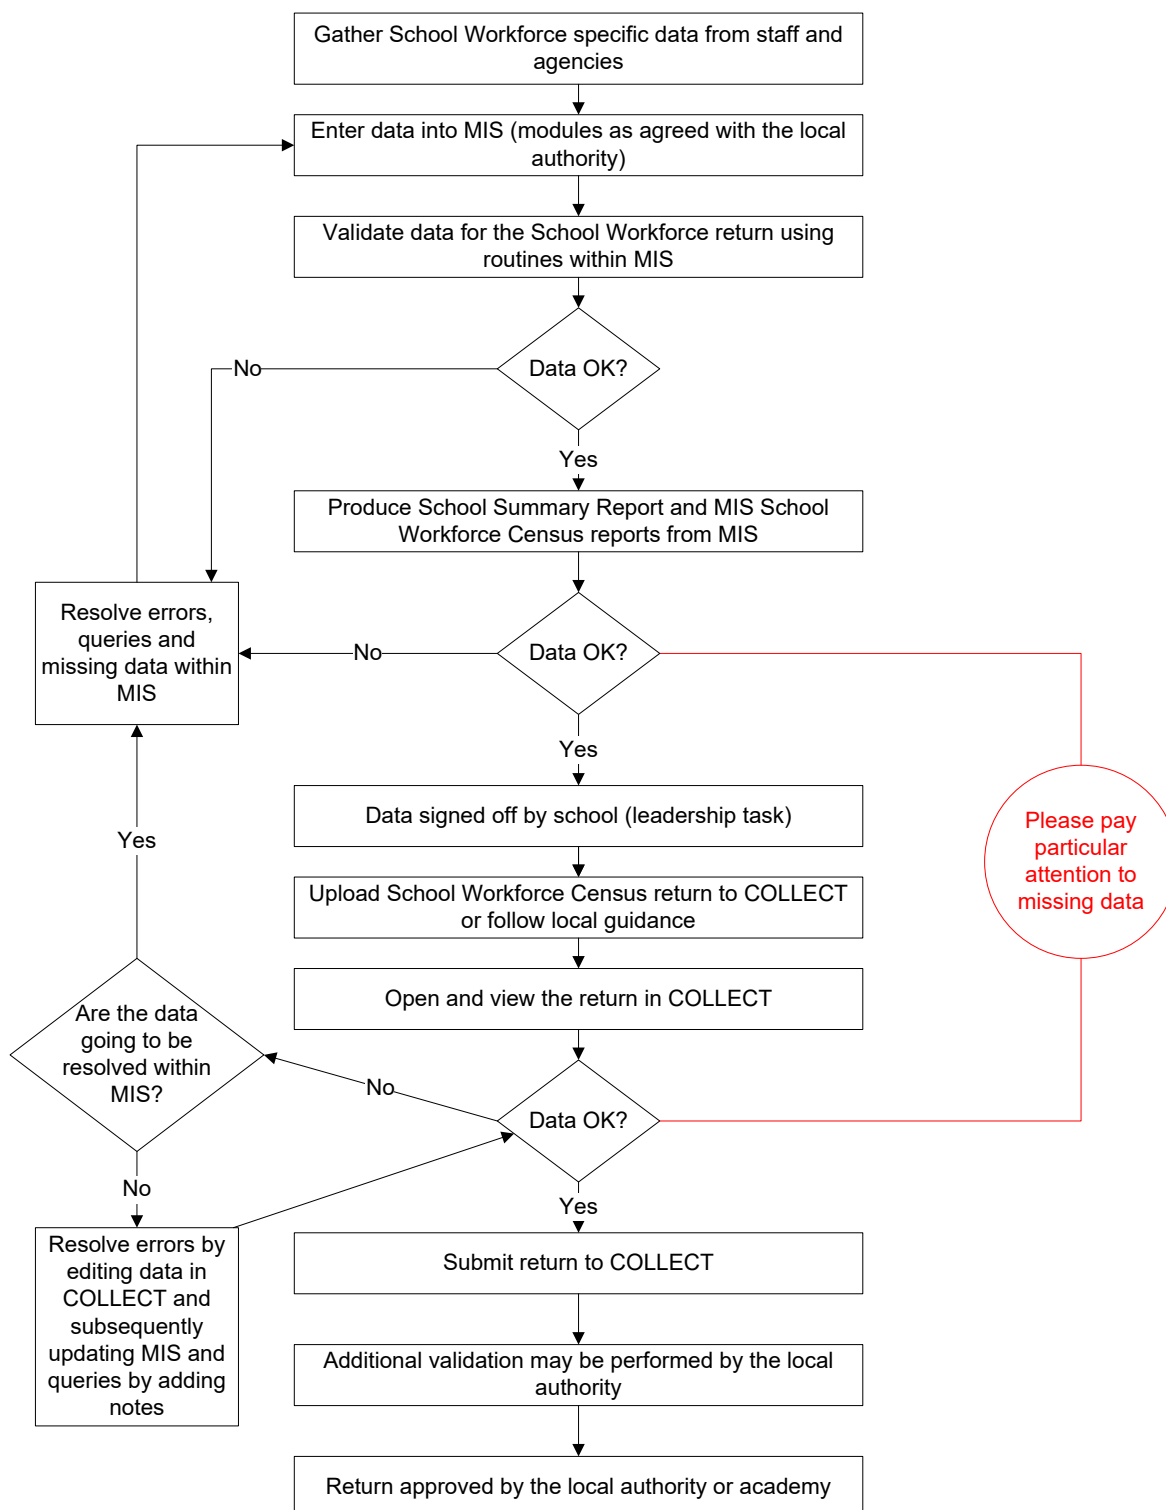 Gather School Workforce specific data from staff and
agencies
Enter data into MIS (modules as agreed with the local
authority)
Validate data for the School Workforce return using
routines within MIS
Data OK?
No
Yes
Produce School Summary Report and MIS School
Workforce Census reports from MIS
Resolve errors,
queries and
missing data within
MIS
No
Data OK?
Yes
Data signed off by school (leadership task)
Please pay
particular
attention to
missing data
Yes
Upload School Workforce Census return to COLLECT
or follow local guidance
Open and view the return in COLLECT
Are the data
going to be
resolved within
MIS?
No
Data OK?
No
Yes
Resolve errors by
editing data in
COLLECT and
subsequently
updating MIS and
queries by adding
notes
Submit return to COLLECT
Additional validation may be performed by the local
authority
Return approved by the local authority or academy